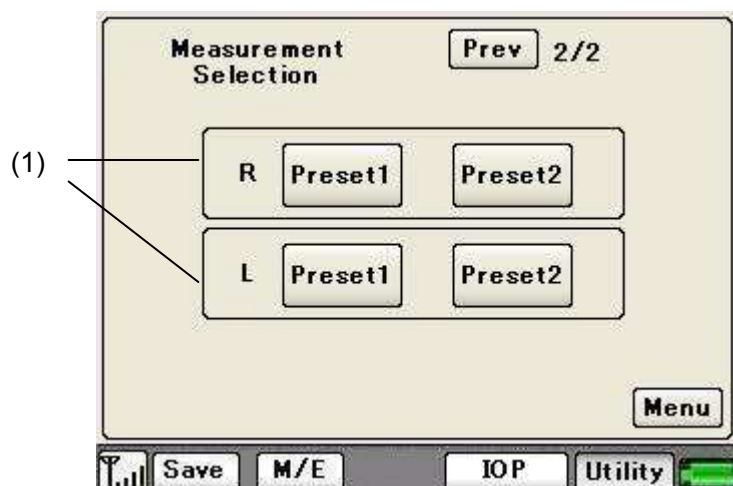 Measurement
Selection
Prev 2/2
(1)
R Preset1 Preset2
L Preset1 Preset2
Menu
Save M/E IOP Utility